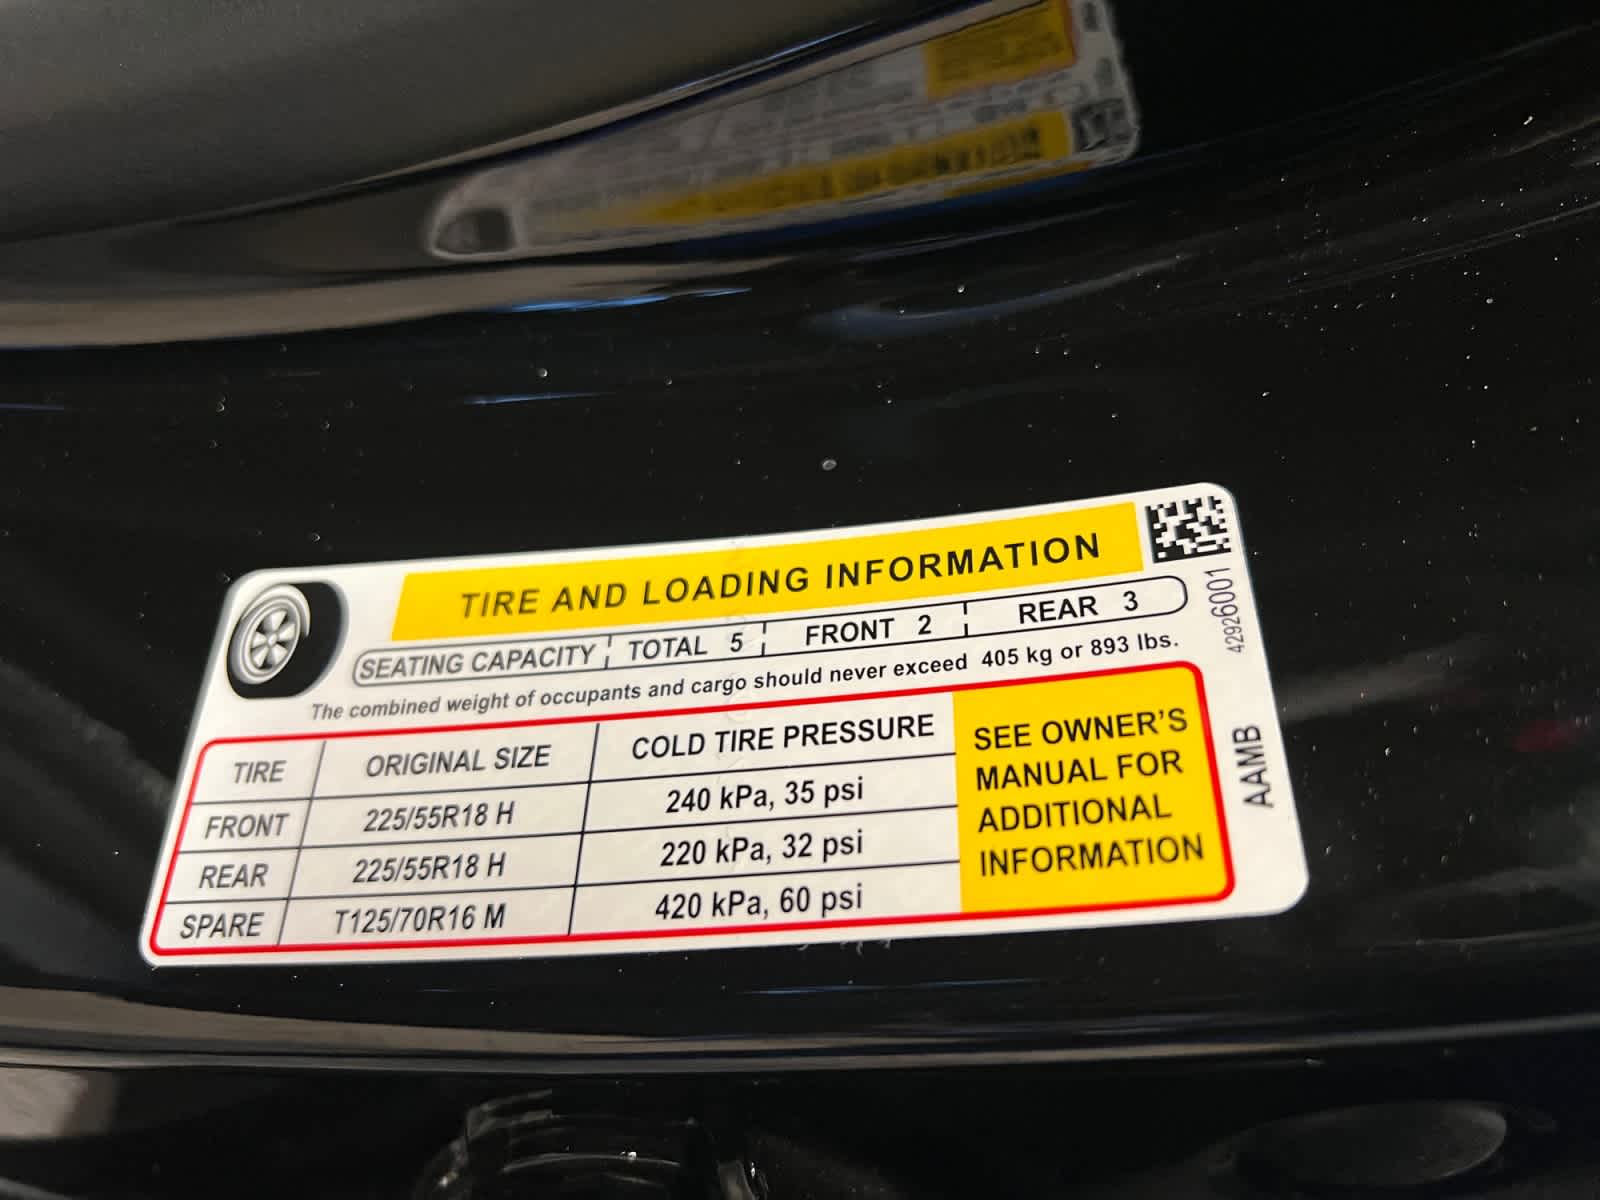 TIRE AND LOADING INFORMATION
SEATING CAPACITY TOTAL 5 FRONT 2 REAR 3
The combined weight of occupants and cargo should never exceed 405 kg or 893 lbs.
TIRE ORIGINAL SIZE COLD TIRE PRESSURE
FRONT 225/55R18 H 240 kPa, 35 psi
REAR 225/55R18 H 220 kPa, 32 psi
SPARE T125/70R16 M 420 kPa, 60 psi
SEE OWNER'S
MANUAL FOR
ADDITIONAL
INFORMATION
42926001
AAMB